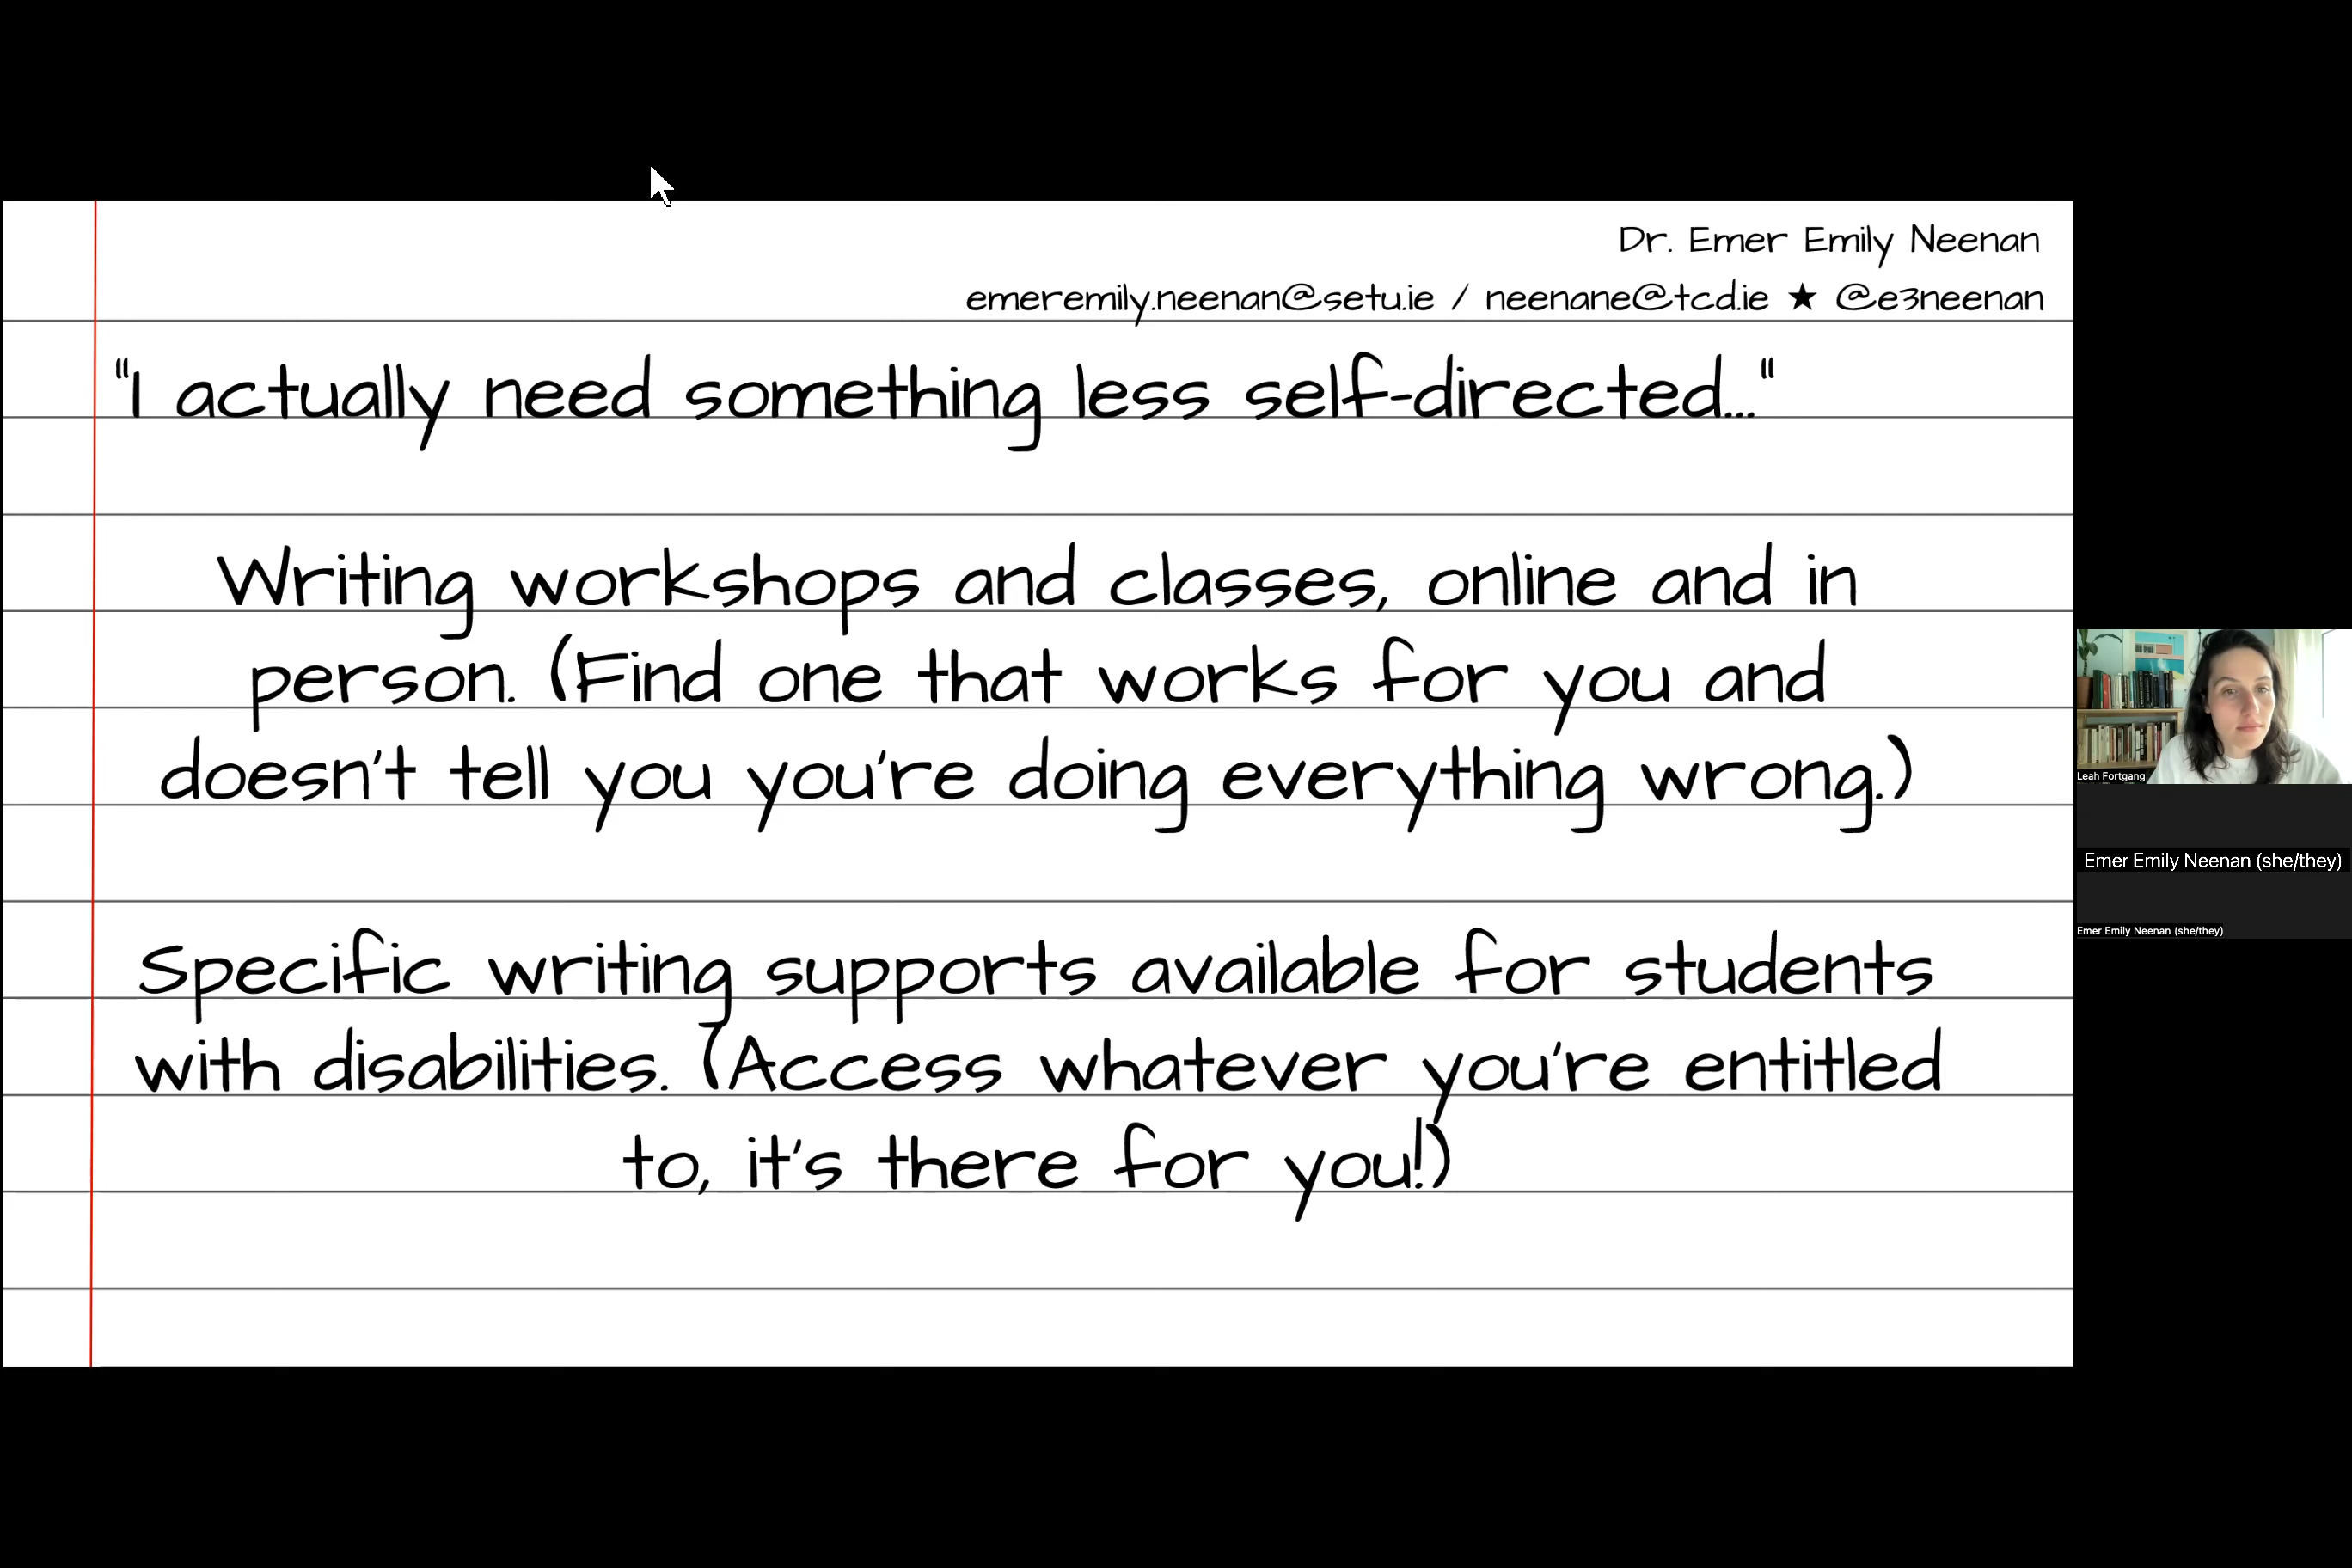 Dr. Emer Emily Neenan
emeremily.neenan@setu.ie / neenane@tcd.ie ★ @e3neenan
"I actually need something less self-directed..."
Writing workshops and classes, online and in
person. (Find one that works for you and
doesn't tell you you're doing everything wrong.)
Specific writing supports available for students
with disabilities. (Access whatever you're entitled
to, it's there for you!)
Leah Fortgang
Emer Emily Neenan (she/they)
Emer Emily Neenan (she/they)